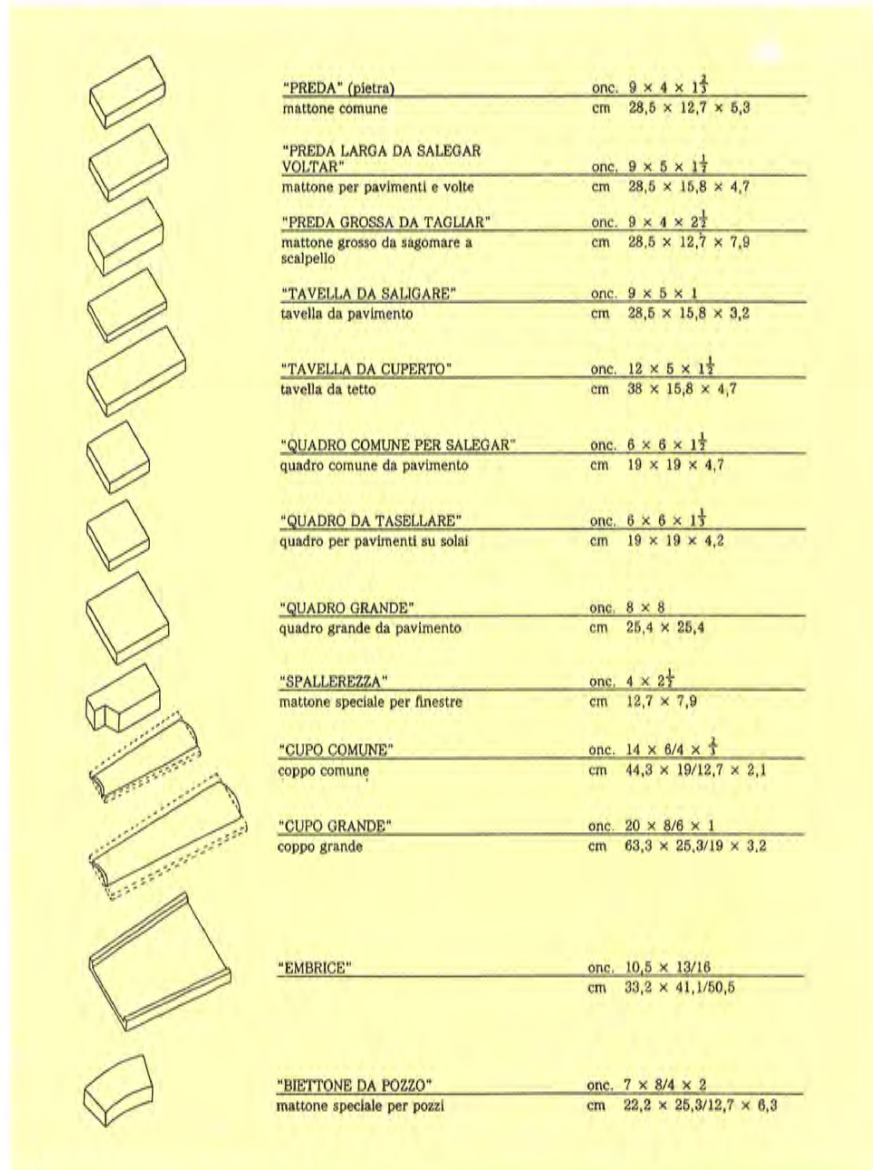 "PREDA" (pietra) onc. 9 × 4 × 1⅔
mattone comune cm 28,5 × 12,7 × 5,3
"PREDA LARGA DA SALEGAR
VOLTAR" onc. 9 × 5 × 1½
mattone per pavimenti e volte cm 28,5 × 15,8 × 4,7
"PREDA GROSSA DA TAGLIAR" onc. 9 × 4 × 2½
mattone grosso da sagomare a cm 28,5 × 12,7 × 7,9
scalpello
"TAVELLA DA SALIGARE" onc. 9 × 5 × 1
tavella da pavimento cm 28,5 × 15,8 × 3,2
"TAVELLA DA CUPERTO" onc. 12 × 5 × 1½
tavella da tetto cm 38 × 15,8 × 4,7
"QUADRO COMUNE PER SALEGAR" onc. 6 × 6 × 1½
quadro comune da pavimento cm 19 × 19 × 4,7
"QUADRO DA TASELLARE" onc. 6 × 6 × 1⅓
quadro per pavimenti su solai cm 19 × 19 × 4,2
"QUADRO GRANDE" onc. 8 × 8
quadro grande da pavimento cm 25,4 × 25,4
"SPALLEREZZA" onc. 4 × 2½
mattone speciale per finestre cm 12,7 × 7,9
"CUPO COMUNE" onc. 14 × 6/4 × ⅔
coppo comune cm 44,3 × 19/12,7 × 2,1
"CUPO GRANDE" onc. 20 × 8/6 × 1
coppo grande cm 63,3 × 25,3/19 × 3,2
"EMBRICE" onc. 10,5 × 13/16
cm 33,2 × 41,1/50,5
"BIETTONE DA POZZO" onc. 7 × 8/4 × 2
mattone speciale per pozzi cm 22,2 × 25,3/12,7 × 6,3